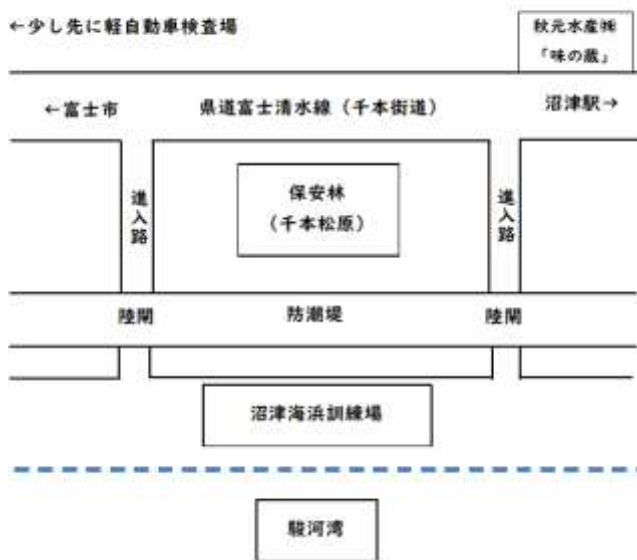 ←少し先に軽自動車検査場
秋元水産㈱
「味の蔵」
←富士市
県道富士清水線（千本街道）
沼津駅→
進入路
保安林
（千本松原）
進入路
陸閘
防潮堤
陸閘
沼津海浜訓練場
駿河湾